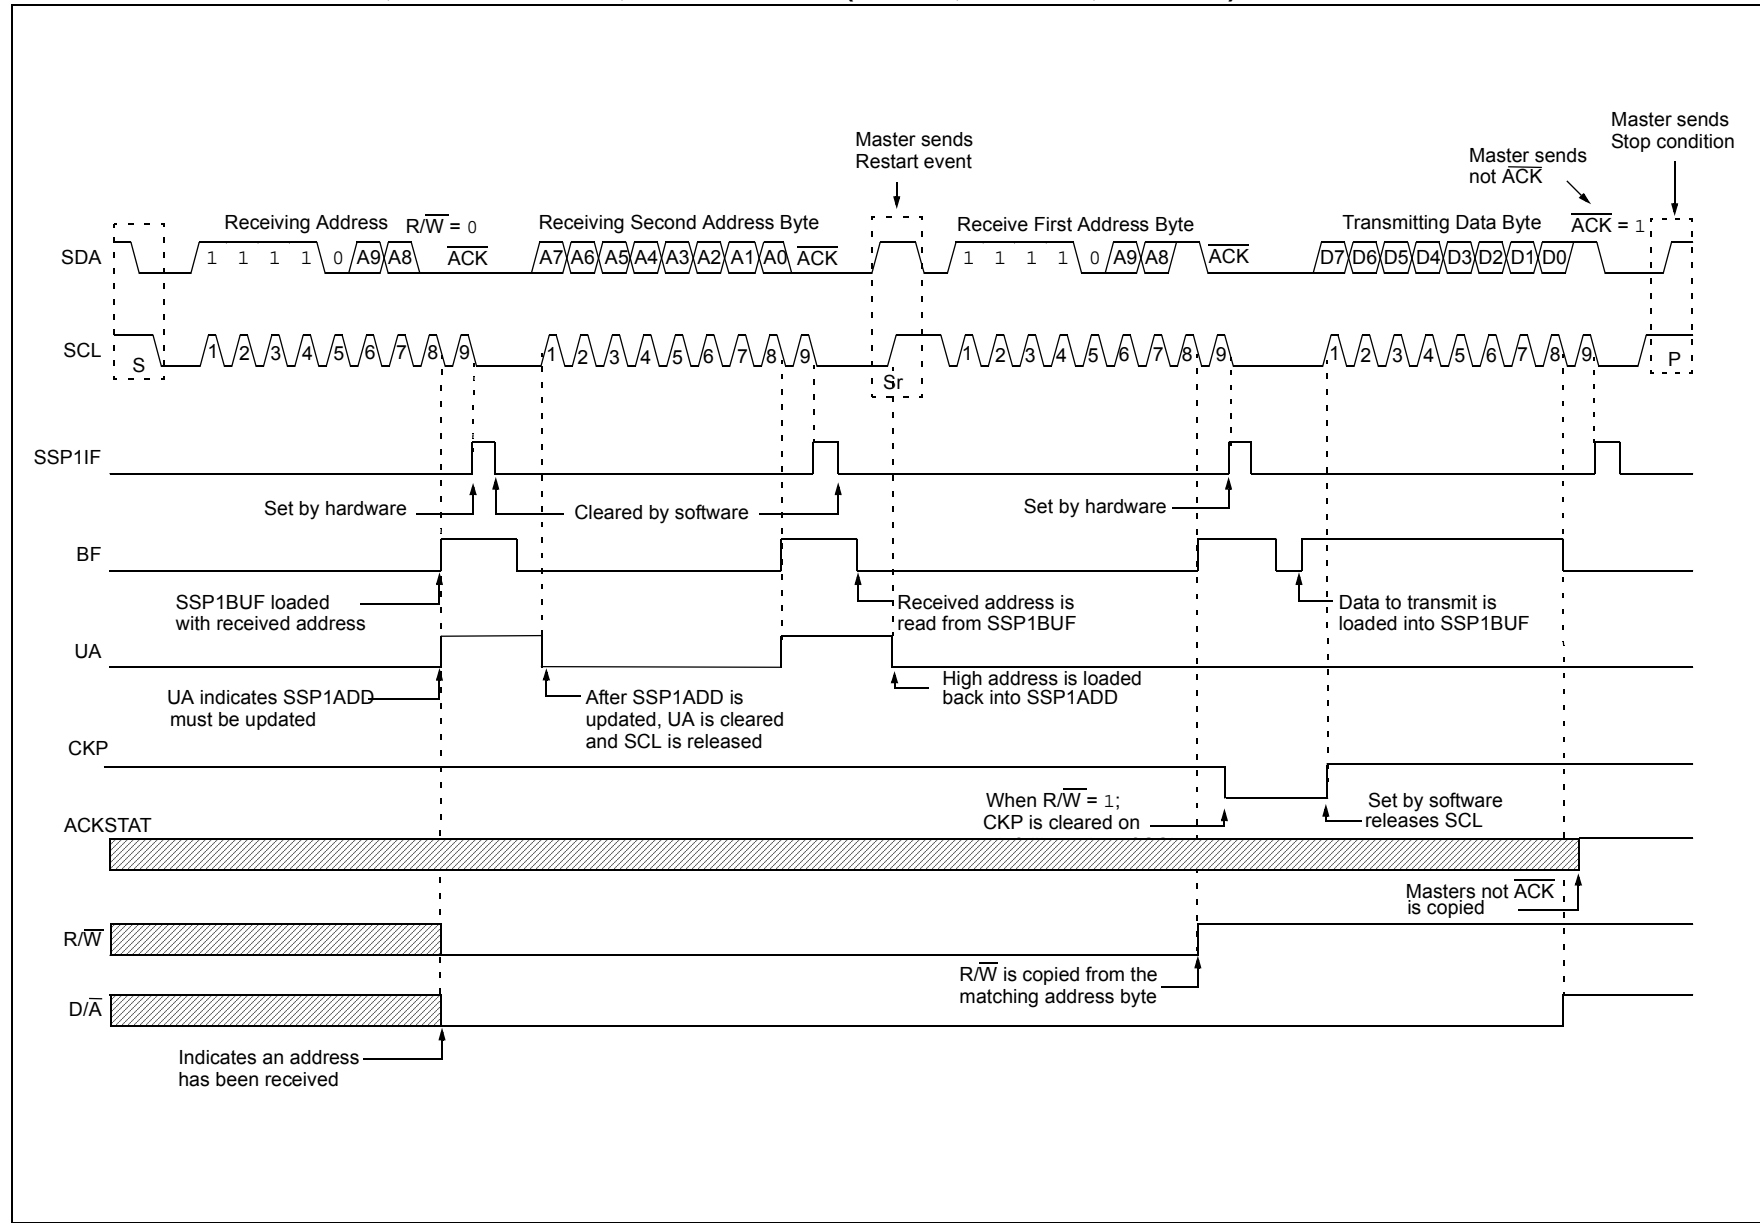 Master sends
Restart event
Master sends
Stop condition
Master sends
not A̅C̅K̅
Receiving Address R/W̅ = 0
Receiving Second Address Byte
Receive First Address Byte
Transmitting Data Byte A̅C̅K̅ = 1
SDA 1 1 1 1 0 A9 A8 A̅C̅K̅ A7 A6 A5 A4 A3 A2 A1 A0 A̅C̅K̅ 1 1 1 1 0 A9 A8 A̅C̅K̅ D7 D6 D5 D4 D3 D2 D1 D0
SCL S 1 2 3 4 5 6 7 8 9 1 2 3 4 5 6 7 8 9 Sr 1 2 3 4 5 6 7 8 9 1 2 3 4 5 6 7 8 9 P
SSP1IF
Set by hardware
Cleared by software
Set by hardware
BF
SSP1BUF loaded
with received address
Received address is
read from SSP1BUF
Data to transmit is
loaded into SSP1BUF
UA
UA indicates SSP1ADD
must be updated
After SSP1ADD is
updated, UA is cleared
and SCL is released
High address is loaded
back into SSP1ADD
CKP
When R/W̅ = 1;
CKP is cleared on
Set by software
releases SCL
ACKSTAT
Masters not A̅C̅K̅
is copied
R/W̅
R/W̅ is copied from the
matching address byte
D/A̅
Indicates an address
has been received